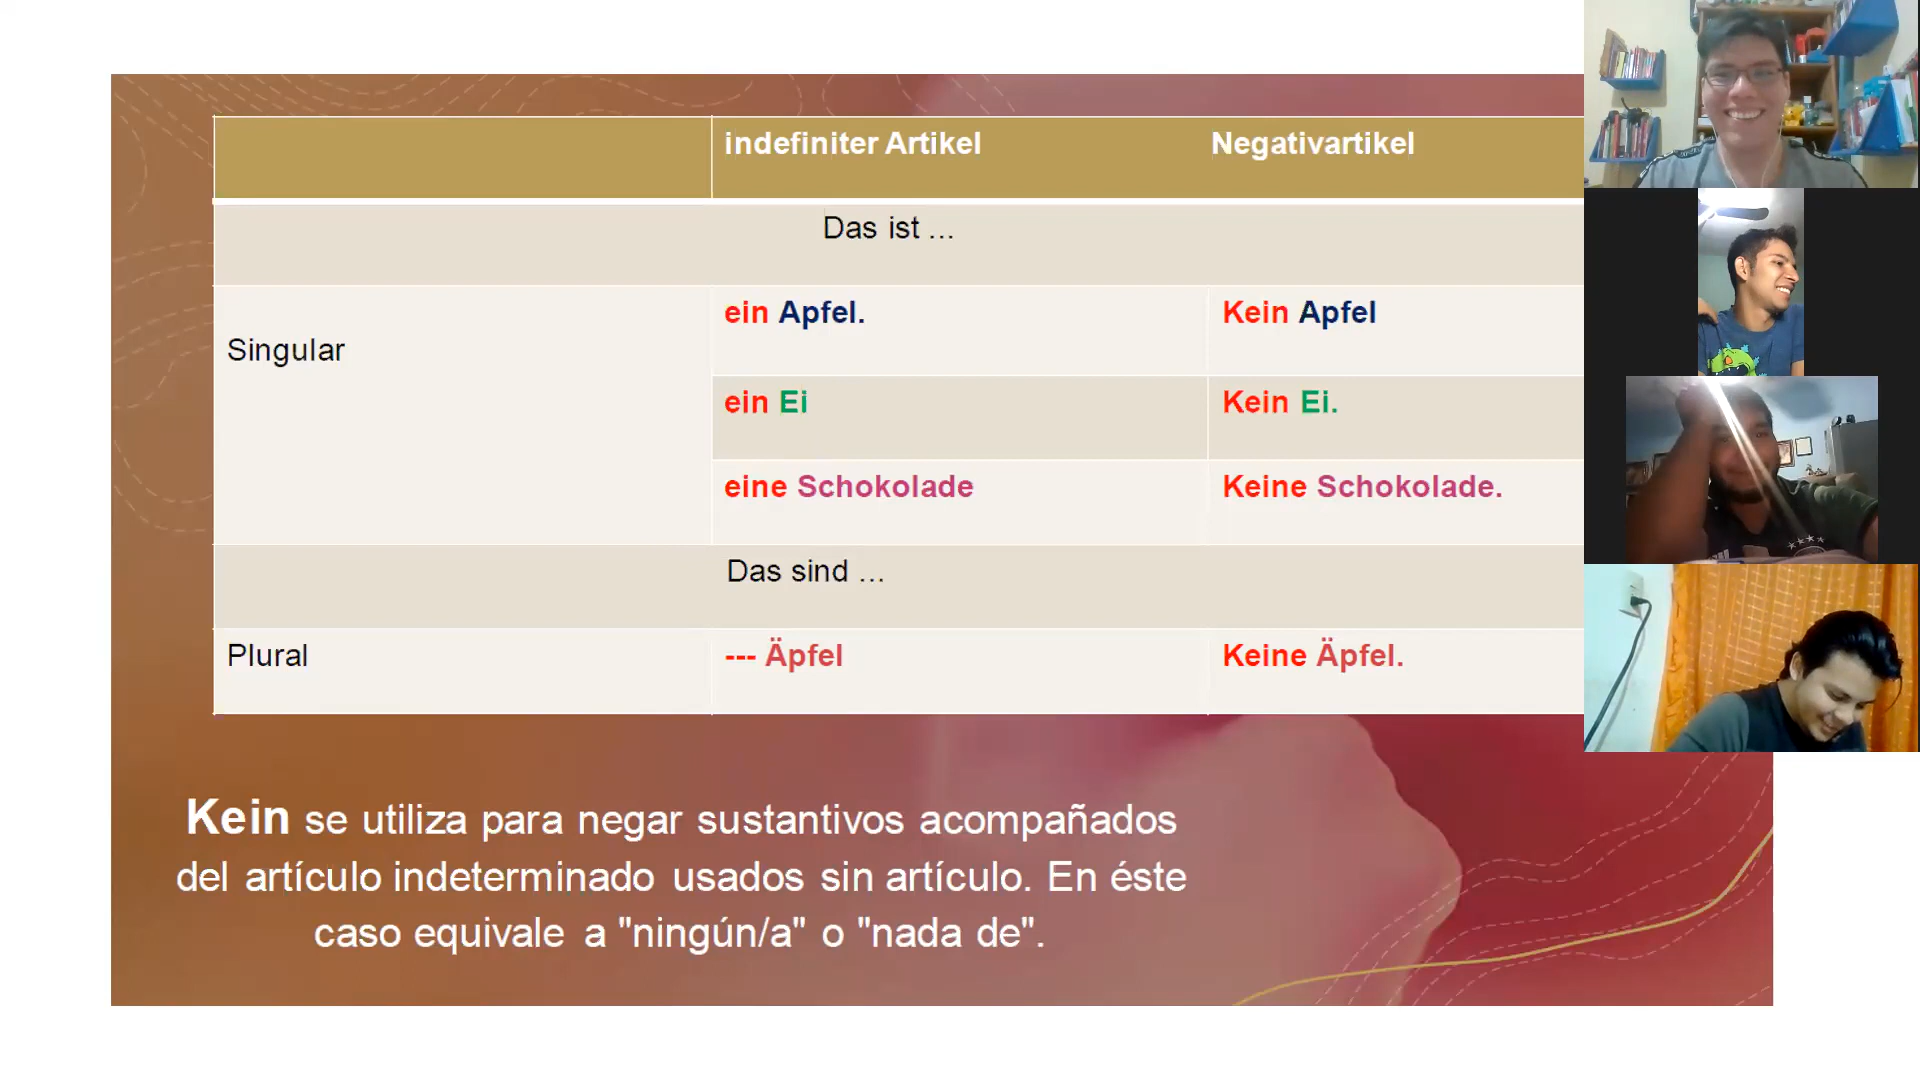 indefiniter Artikel Negativartikel
Das ist ...
Singular
ein Apfel. Kein Apfel
ein Ei Kein Ei.
eine Schokolade Keine Schokolade.
Das sind ...
Plural --- Äpfel Keine Äpfel.
Kein se utiliza para negar sustantivos acompañados
del artículo indeterminado usados sin artículo. En éste
caso equivale a "ningún/a" o "nada de".